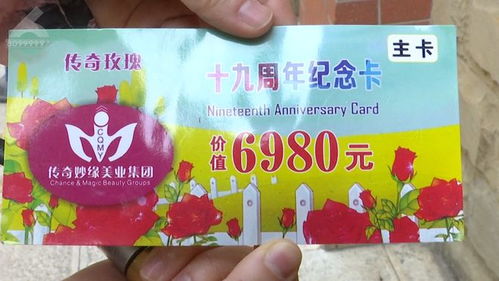 传奇玫瑰
十九周年纪念卡
主卡
Nineteenth Anniversary Card
价值6980元
CQMY
传奇妙缘美业集团
Chance & Magic Beauty Groups